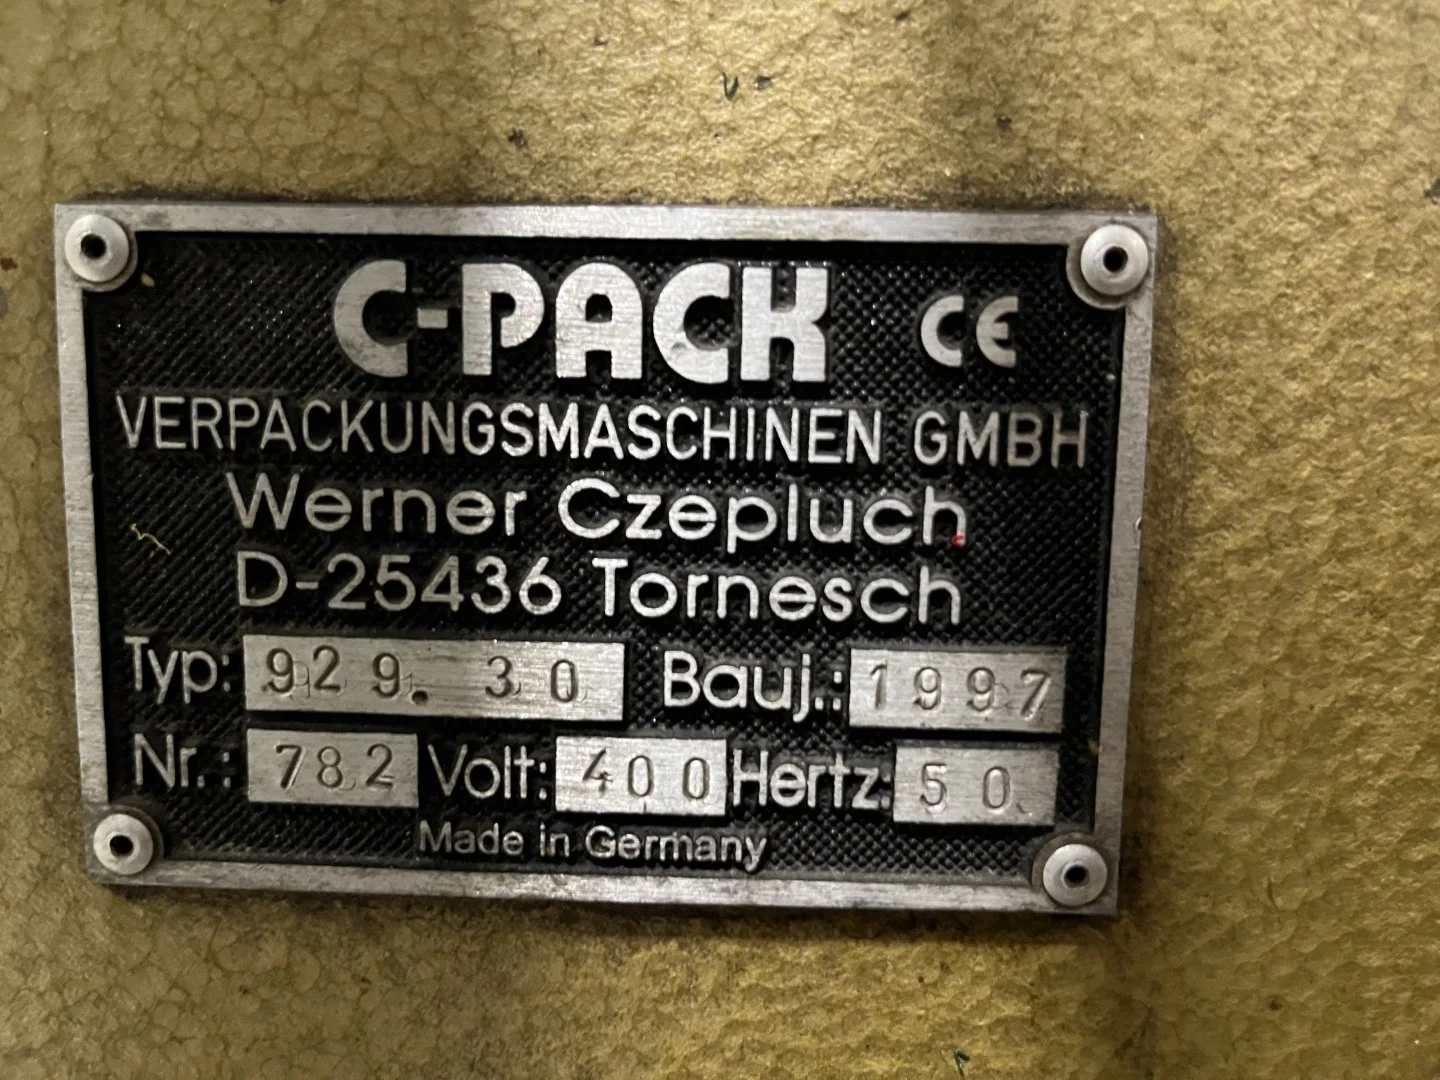 C-PACK CE
VERPACKUNGSMASCHINEN GMBH
Werner Czepluch
D-25436 Tornesch
Typ: 929.30 Bauj.: 1997
Nr.: 782 Volt: 400 Hertz: 50
Made in Germany